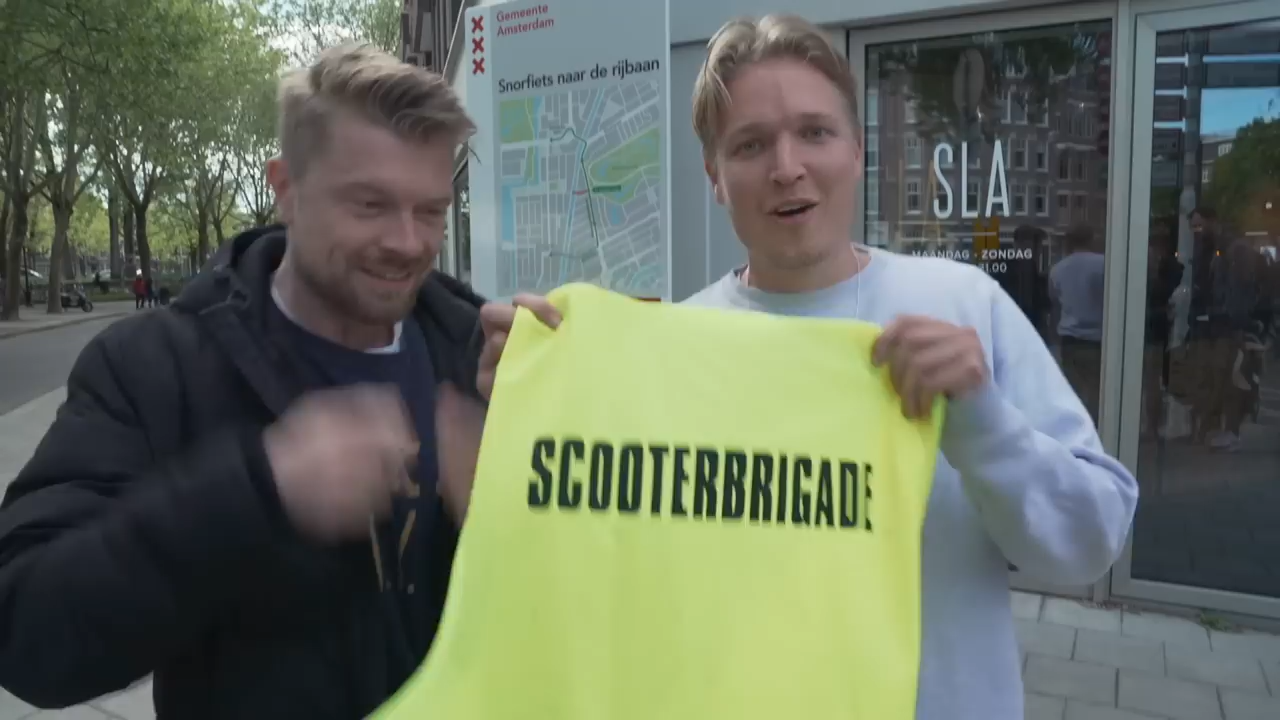 Gemeente
Amsterdam
Snorfiets naar de rijbaan
SLA
MAANDAG - ZONDAG
SCOOTERBRIGADE